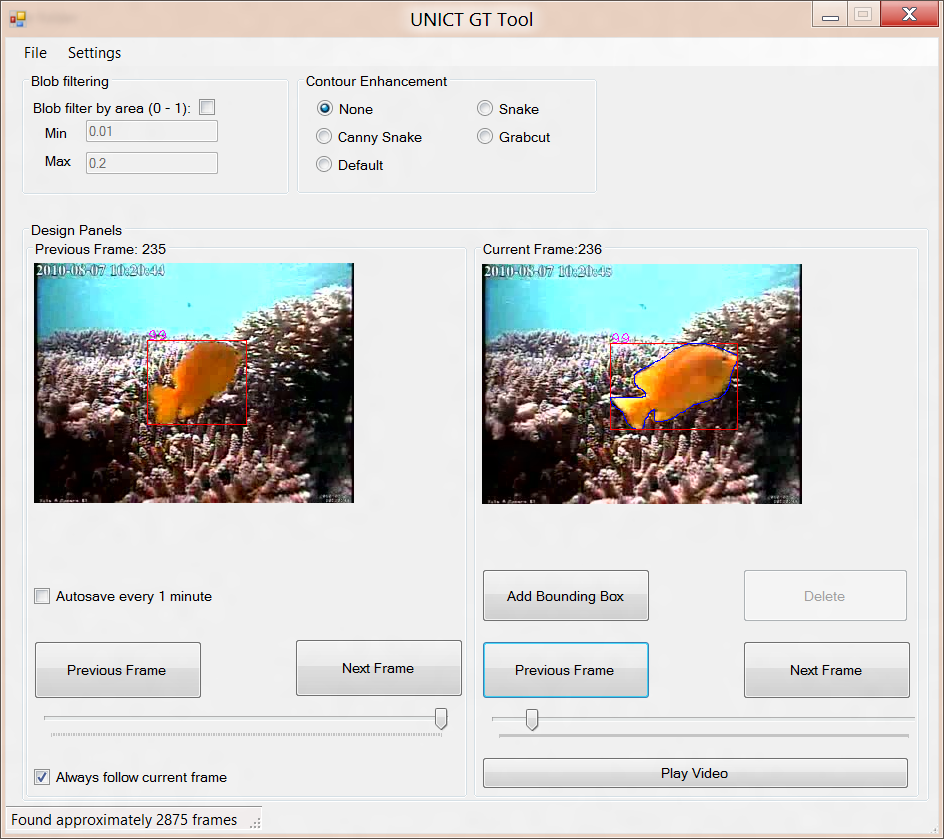 UNICT GT Tool
File Settings
Blob filtering
Blob filter by area (0 - 1):
Min 0.01
Max 0.2
Contour Enhancement
None Snake
Canny Snake Grabcut
Default
Design Panels
Previous Frame: 235
2010-08-07 10:20:44
99
Current Frame:236
2010-08-07 10:20:45
99
Autosave every 1 minute
Previous Frame Next Frame
Always follow current frame
Add Bounding Box Delete
Previous Frame Next Frame
Play Video
Found approximately 2875 frames